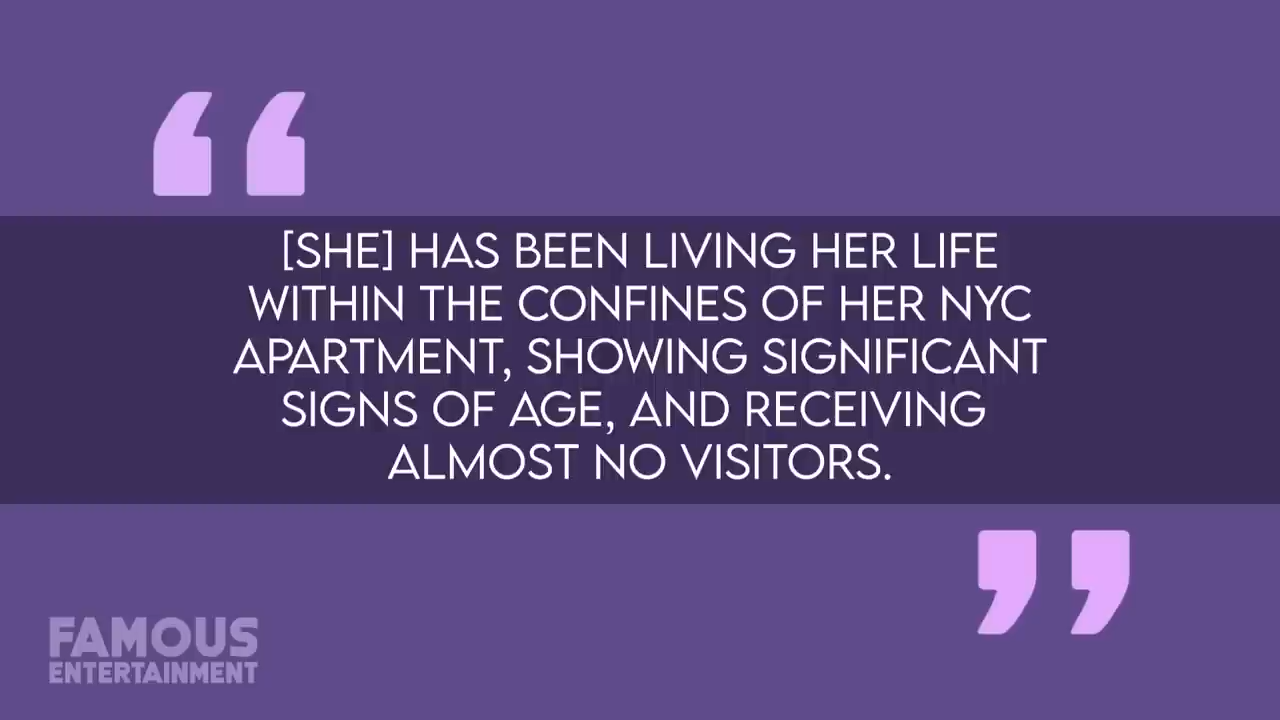 “
[SHE] HAS BEEN LIVING HER LIFE
WITHIN THE CONFINES OF HER NYC
APARTMENT, SHOWING SIGNIFICANT
SIGNS OF AGE, AND RECEIVING
ALMOST NO VISITORS.
”
FAMOUS
ENTERTAINMENT